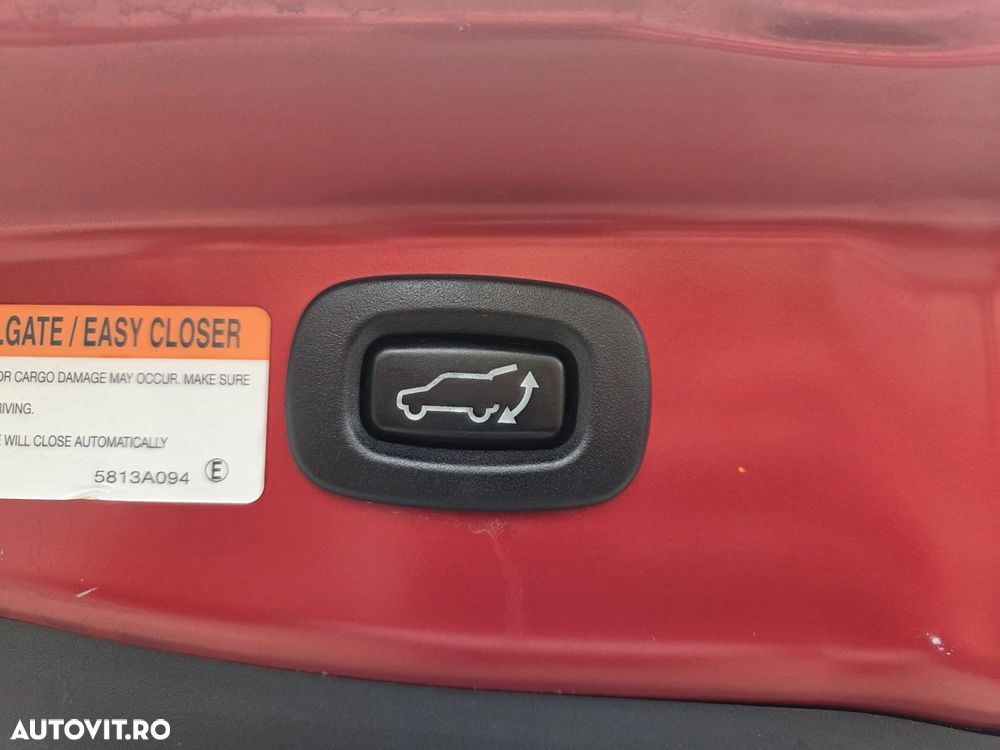 LGATE / EASY CLOSER
OR CARGO DAMAGE MAY OCCUR. MAKE SURE
RIVING.
WILL CLOSE AUTOMATICALLY
5813A094 E
AUTOVIT.RO